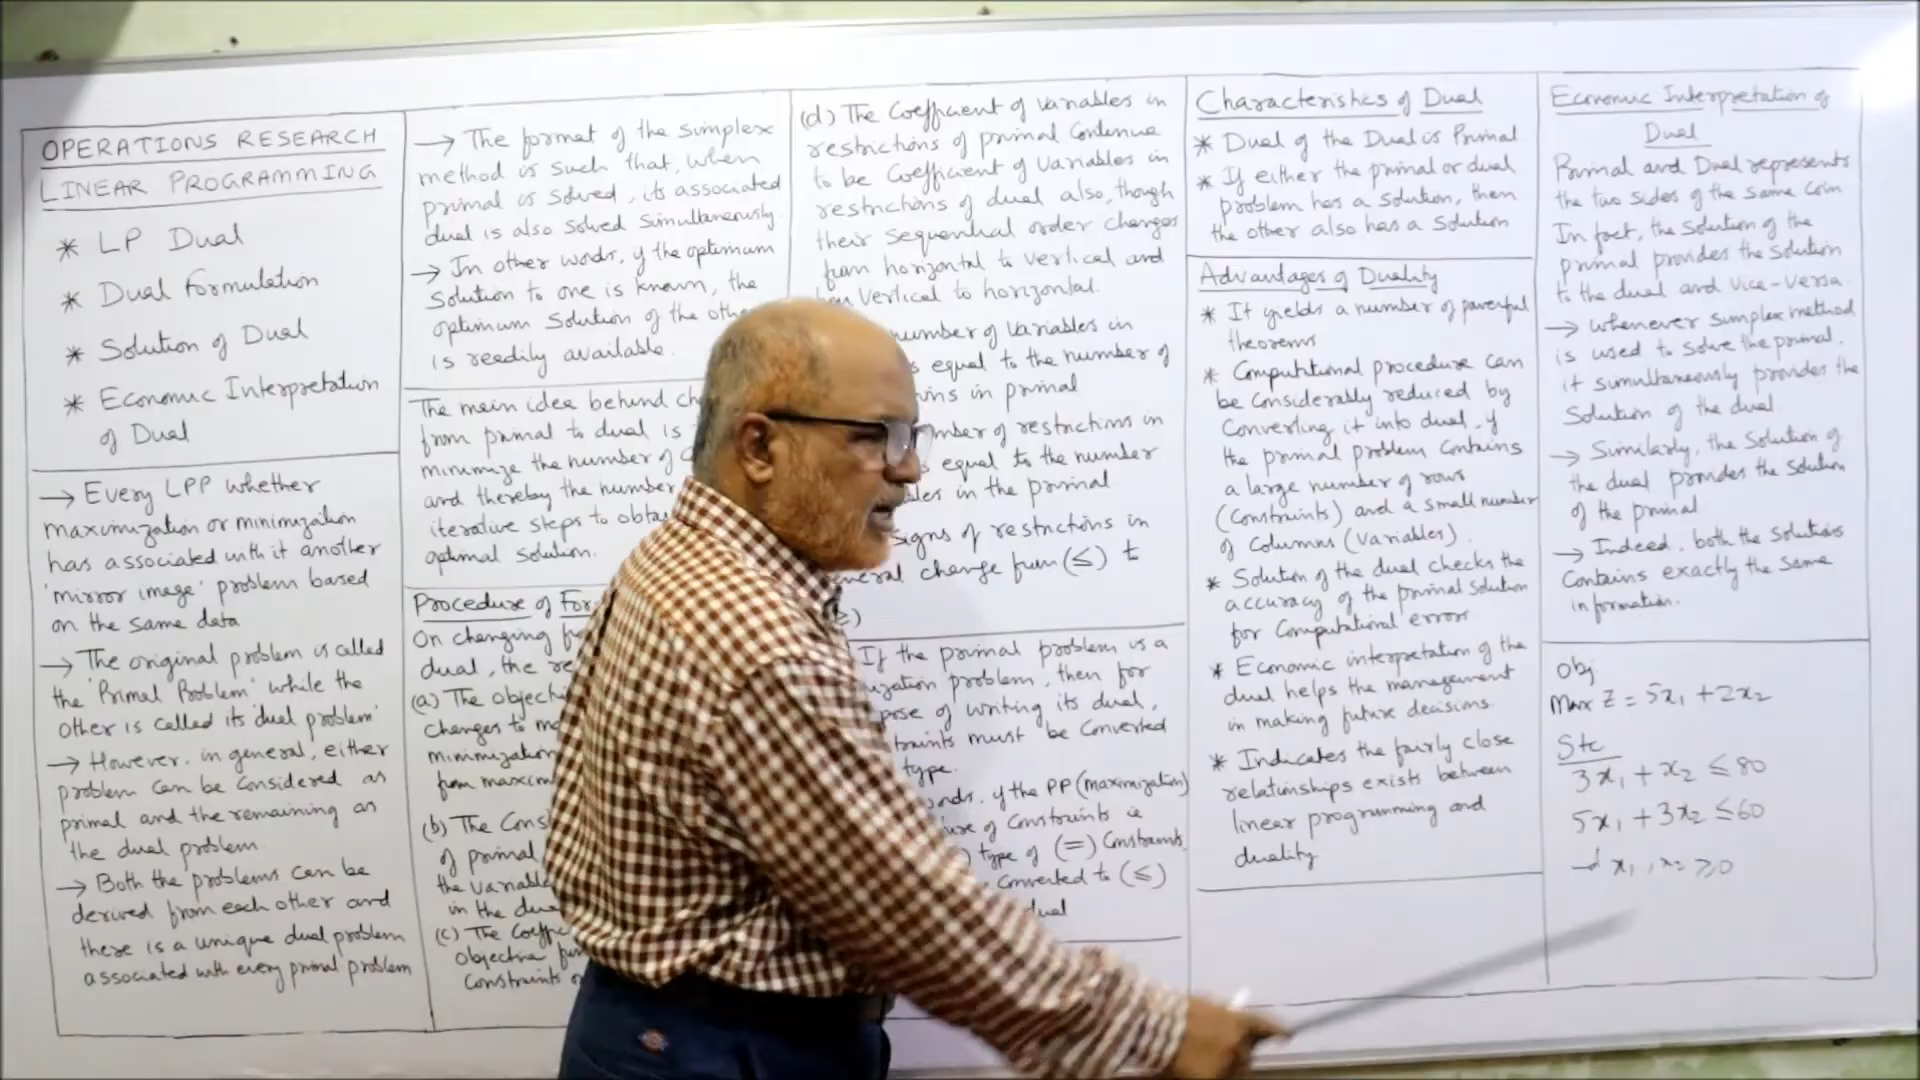 OPERATIONS RESEARCH
LINEAR PROGRAMMING
* LP Dual
* Dual Formulation
* Solution of Dual
* Economic Interpretation
of Dual
→ Every LPP whether
maximization or minimization
has associated with it another
'mirror image' problem based
on the same data
→ The original problem is called
the 'Primal Problem' while the
other is called its 'dual problem'
→ However, in general, either
problem can be considered as
primal and the remaining as
the dual problem.
→ Both the problems can be
derived from each other and
there is a unique dual problem
associated with every primal problem
→ The format of the simplex
method is such that, when
primal is solved, its associated
dual is also solved simultaneously.
→ In other words, if the optimum
solution to one is known, the
optimum solution of the
is readily available.
The main idea behind
from primal to dual is
minimize the number of
and thereby the number
iterative steps to
optimal solution.
Procedure of
On changing
dual, the
(a) The
changes to
minimization
from
(b) The
of primal
the
in the
(c) The
objective
constraints
(d) The Coefficient of variables in
restrictions of primal continue
to be coefficient of variables in
restrictions of dual also, though
their sequential order changes
from horizontal to vertical and
vertical to horizontal.
number of variables in
equal to the number of
in primal
of restrictions in
equal to the number
in the primal
signs of restrictions in
change from (≤) t
If the primal problem is a
problem, then for
of writing its dual,
must be converted
type.
if the PP (maximization)
of constraints ie
type of (=) constraints
converted to (≤)
Characteristics of Dual
* Dual of the Dual is Primal
* If either the primal or dual
problem has a solution, then
the other also has a solution
Advantages of Duality
* It yields a number of powerful
theorems
* Computational procedure can
be considerably reduced by
converting it into dual, if
the primal problem contains
a large number of rows
(constraints) and a small number
of columns (variables).
* Solution of the dual checks the
accuracy of the primal solution
for computational errors
* Economic interpretation of the
dual helps the management
in making future decisions.
* Indicates the fairly close
relationships exists between
linear programming and
duality
Economic Interpretation of
Dual
Primal and Dual represents
the two sides of the same coin
In fact, the solution of the
primal provides the solution
to the dual and vice-versa
→ Whenever simplex method
is used to solve the primal,
it simultaneously provides the
solution of the dual.
→ Similarly, the solution of
the dual provides the solution
of the primal
→ Indeed, both the solutions
contains exactly the same
information.
Obj
Max Z = 5x₁ + 2x₂
Stc
3x₁ + x₂ ≤ 80
5x₁ + 3x₂ ≤ 60
x₁, x₂ ≥ 0